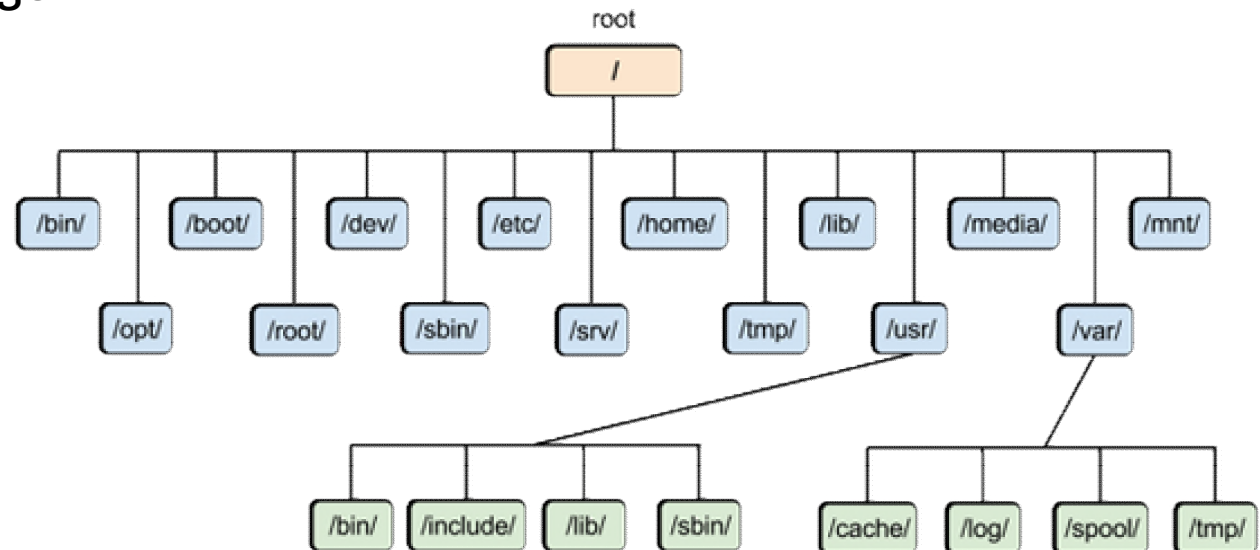 root
/
/bin/ /boot/ /dev/ /etc/ /home/ /lib/ /media/ /mnt/
/opt/ /root/ /sbin/ /srv/ /tmp/ /usr/ /var/
/bin/ /include/ /lib/ /sbin/ /cache/ /log/ /spool/ /tmp/